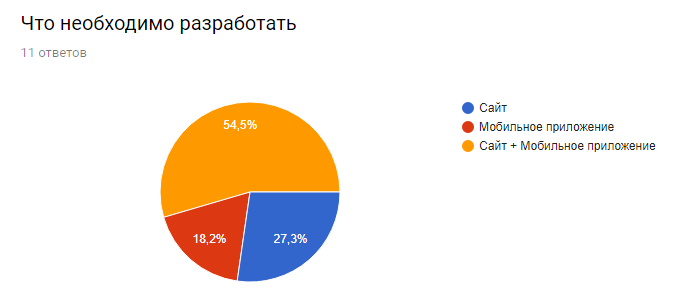 Что необходимо разработать
11 ответов
54,5%
18,2%
27,3%
Сайт
Мобильное приложение
Сайт + Мобильное приложение